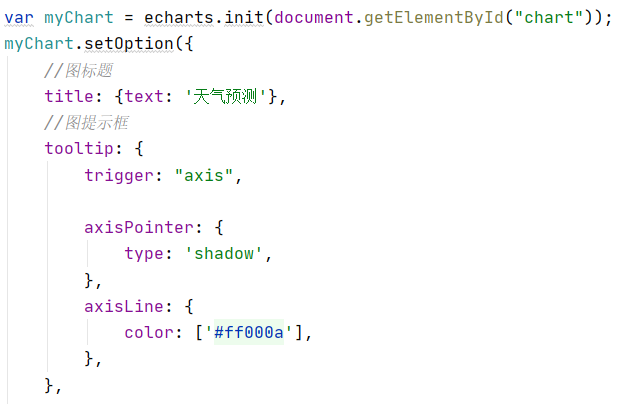 var myChart = echarts.init(document.getElementById("chart"));
myChart.setOption({
//图标题
title: {text: '天气预测'},
//图提示框
tooltip: {
trigger: "axis",
axisPointer: {
type: 'shadow',
},
axisLine: {
color: ['#ff000a'],
},
},